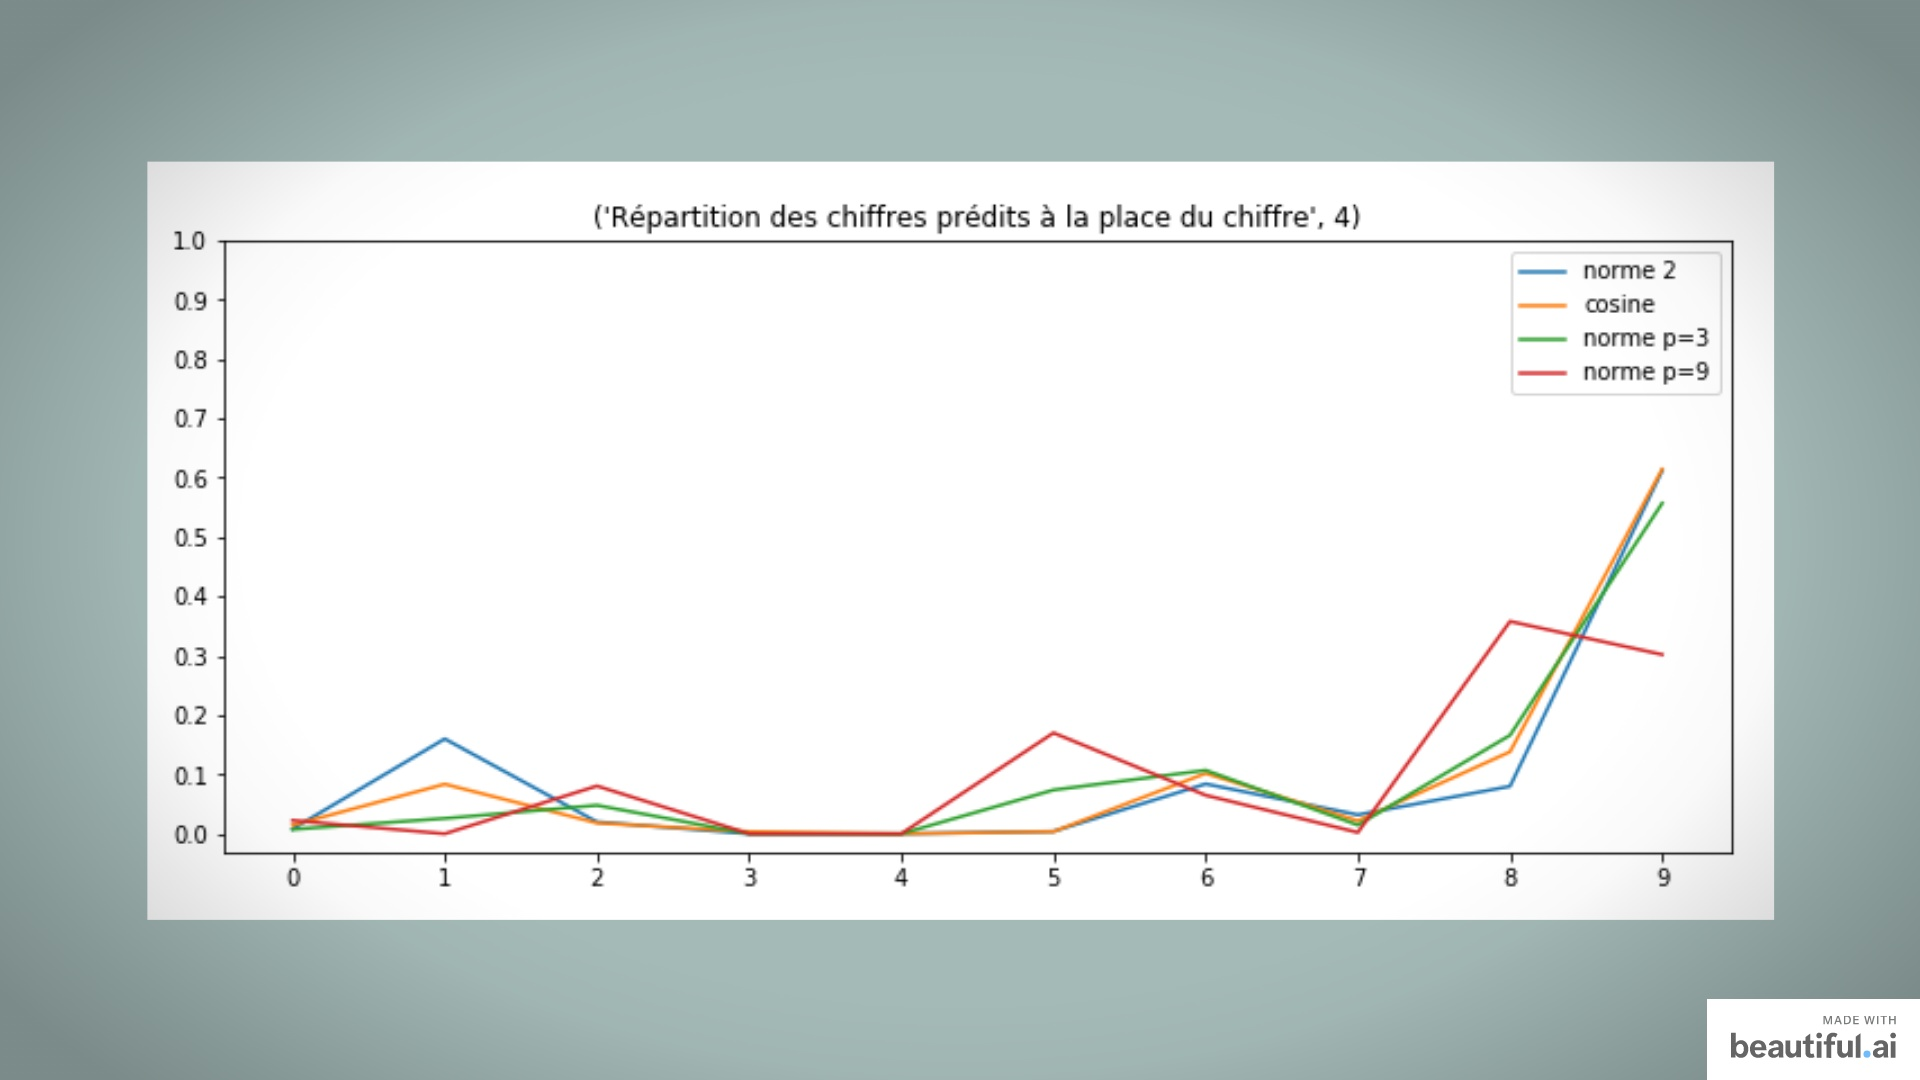 ('Répartition des chiffres prédits à la place du chiffre', 4)
1.0
0.9
0.8
0.7
0.6
0.5
0.4
0.3
0.2
0.1
0.0
norme 2
cosine
norme p=3
norme p=9
0 1 2 3 4 5 6 7 8 9
MADE WITH
beautiful.ai